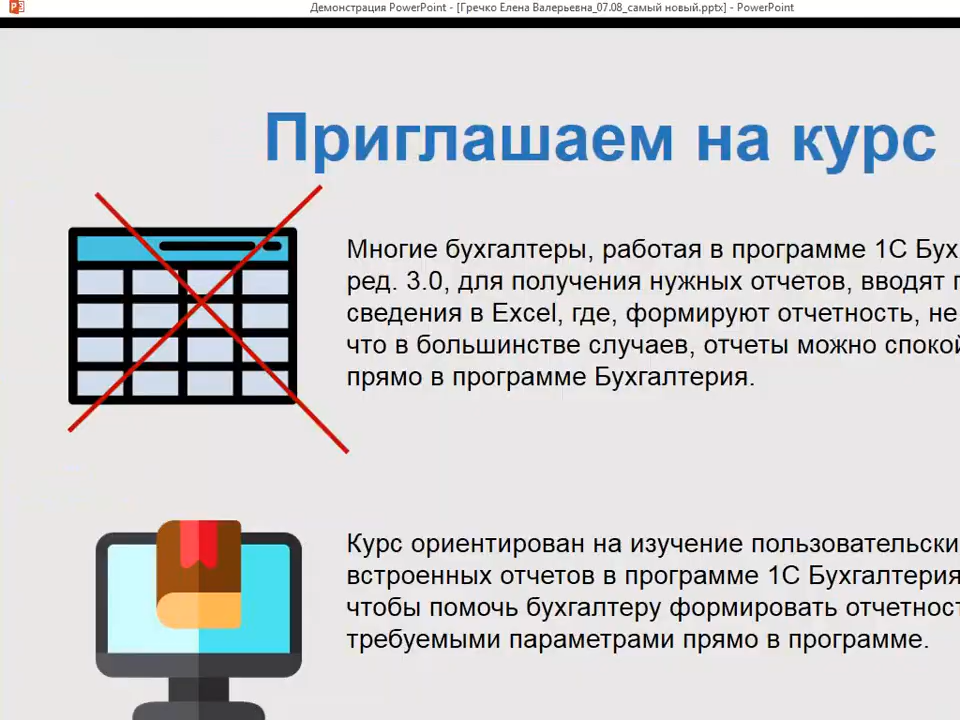 Демонстрация PowerPoint - [Гречко Елена Валерьевна_07.08_самый новый.pptx] - PowerPoint
Приглашаем на курс
Многие бухгалтеры, работая в программе 1С Бух
ред. 3.0, для получения нужных отчетов, вводят
сведения в Excel, где, формируют отчетность, не
что в большинстве случаев, отчеты можно спокой
прямо в программе Бухгалтерия.
Курс ориентирован на изучение пользовательски
встроенных отчетов в программе 1С Бухгалтерия
чтобы помочь бухгалтеру формировать отчетност
требуемыми параметрами прямо в программе.